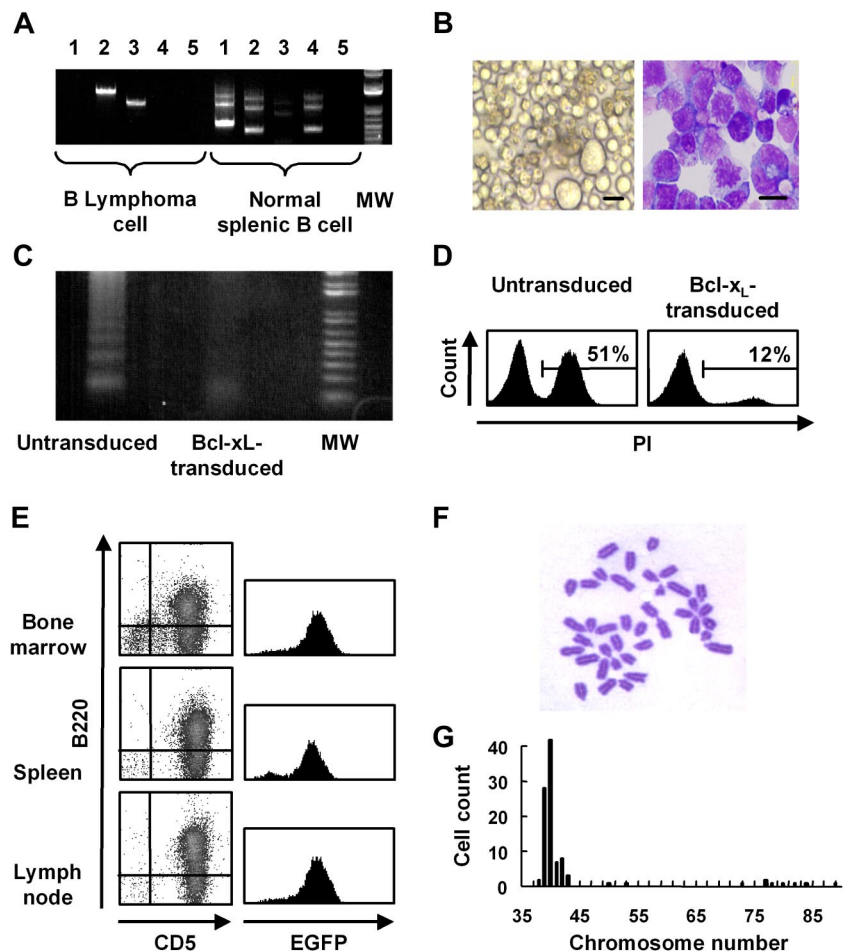 A
1 2 3 4 5 1 2 3 4 5
B Lymphoma cell
Normal splenic B cell
MW
B
C
Untransduced
Bcl-xL-transduced
MW
D
Untransduced
Bcl-xL-transduced
Count
51%
12%
PI
E
Bone marrow
Spleen
Lymph node
B220
CD5
EGFP
F
G
Cell count
40
30
20
10
0
35 45 55 65 75 85
Chromosome number